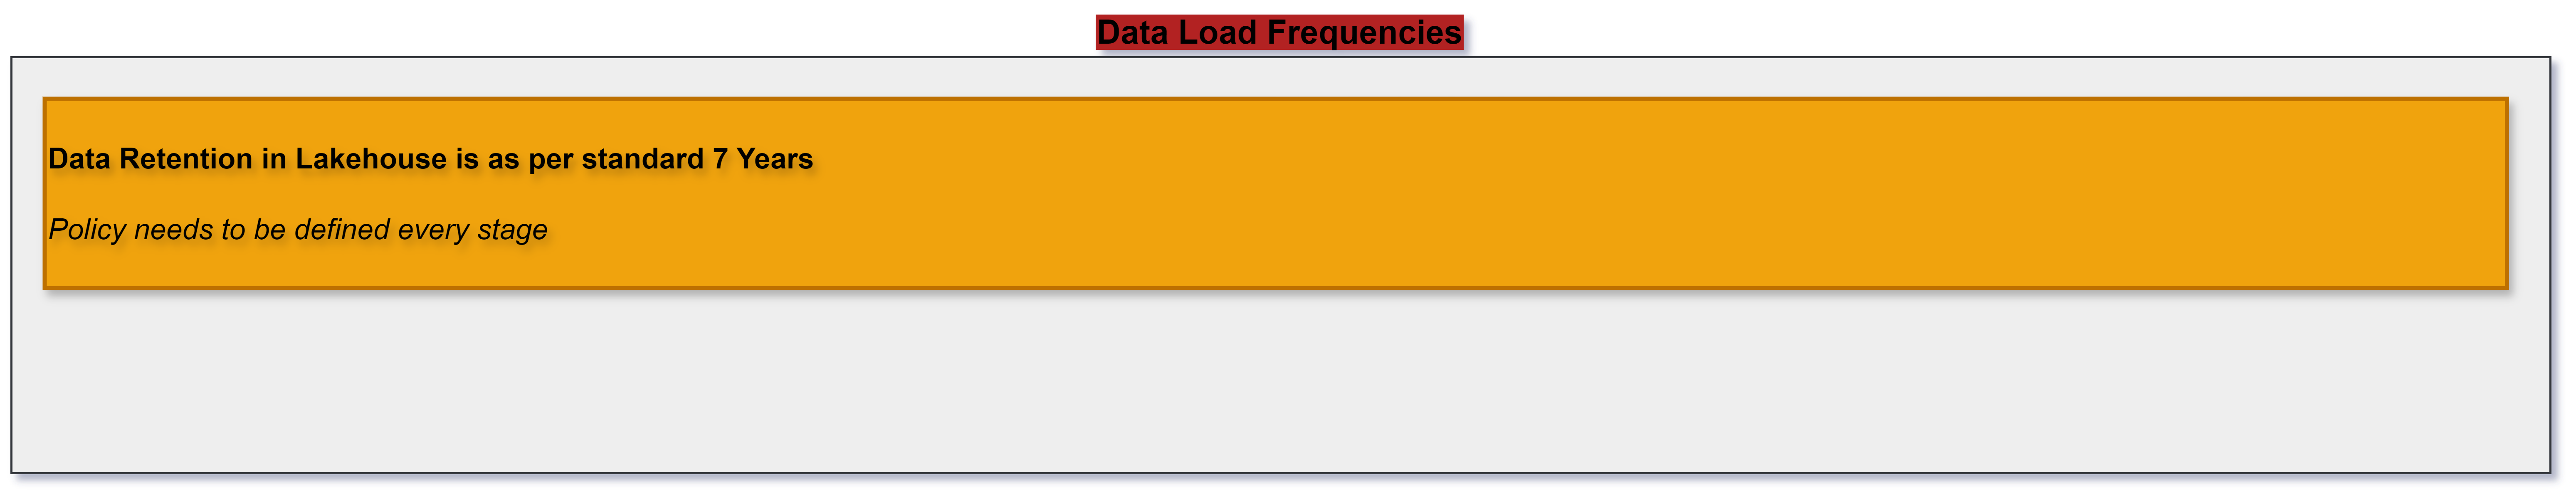 Data Load Frequencies
Data Retention in Lakehouse is as per standard 7 Years
Policy needs to be defined every stage